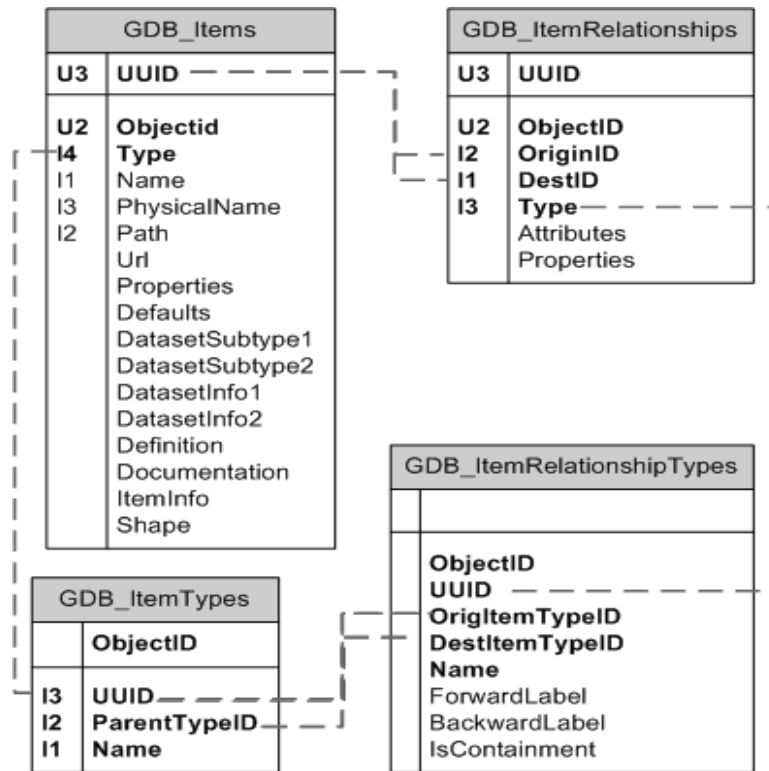 GDB_Items
U3 UUID
U2 Objectid
I4 Type
I1 Name
I3 PhysicalName
I2 Path
Url
Properties
Defaults
DatasetSubtype1
DatasetSubtype2
DatasetInfo1
DatasetInfo2
Definition
Documentation
ItemInfo
Shape
GDB_ItemRelationships
U3 UUID
U2 ObjectID
I2 OriginID
I1 DestID
I3 Type
Attributes
Properties
GDB_ItemTypes
ObjectID
I3 UUID
I2 ParentTypeID
I1 Name
GDB_ItemRelationshipTypes
ObjectID
UUID
OrigItemTypeID
DestItemTypeID
Name
ForwardLabel
BackwardLabel
IsContainment